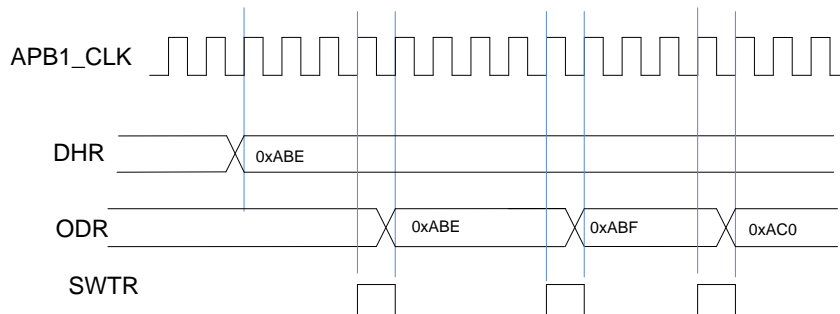 APB1_CLK
DHR
0xABE
ODR
0xABE
0xABF
0xAC0
SWTR